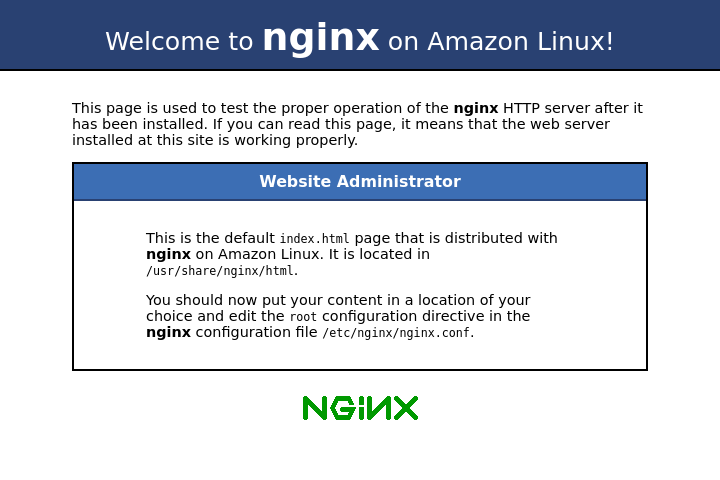 Welcome to nginx on Amazon Linux!
This page is used to test the proper operation of the nginx HTTP server after it
has been installed. If you can read this page, it means that the web server
installed at this site is working properly.
Website Administrator
This is the default index.html page that is distributed with
nginx on Amazon Linux. It is located in
/usr/share/nginx/html.
You should now put your content in a location of your
choice and edit the root configuration directive in the
nginx configuration file /etc/nginx/nginx.conf.
NGiNX